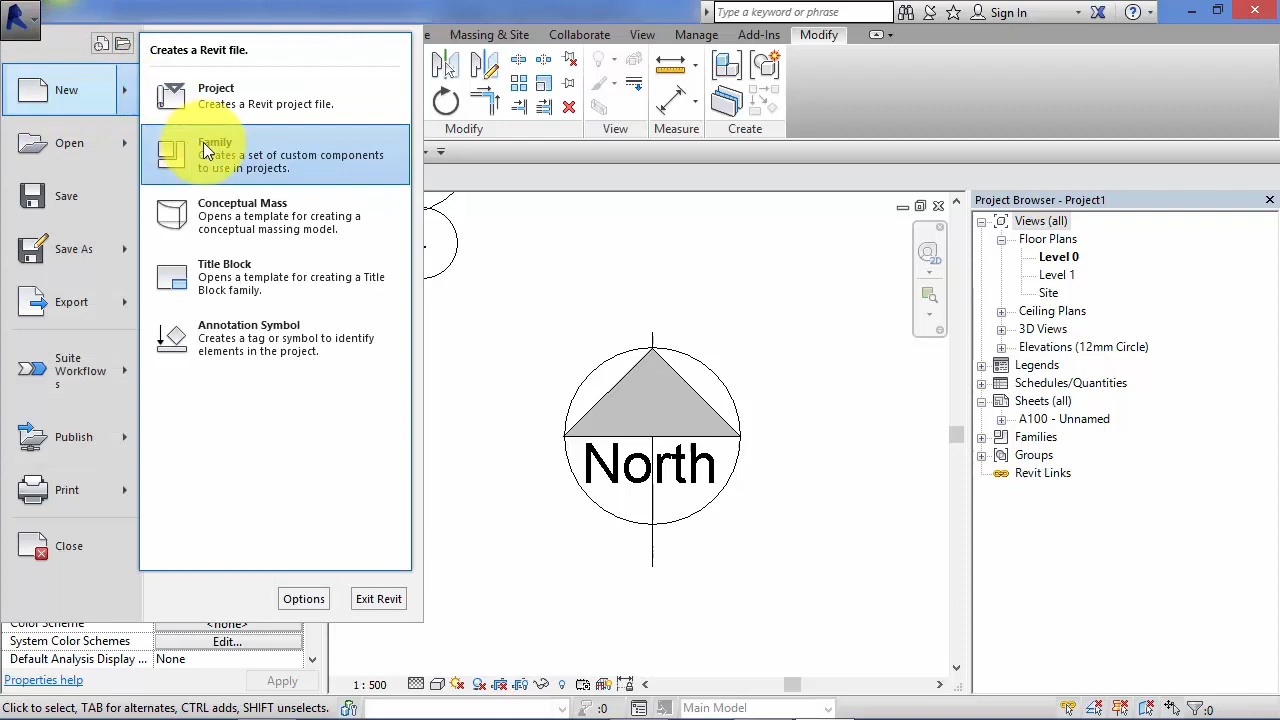 Type a keyword or phrase
Sign In
Creates a Revit file.
Massing & Site
Collaborate
View
Manage
Add-Ins
Modify
New
Project
Creates a Revit project file.
Open
Family
Creates a set of custom components
to use in projects.
Modify
View
Measure
Create
Save
Conceptual Mass
Opens a template for creating a
conceptual massing model.
Save As
Title Block
Opens a template for creating a Title
Block family.
Export
Annotation Symbol
Creates a tag or symbol to identify
elements in the project.
Suite
Workflow
s
Publish
Print
Close
Options
Exit Revit
2D
North
Project Browser - Project1
Views (all)
Floor Plans
Level 0
Level 1
Site
Ceiling Plans
3D Views
Elevations (12mm Circle)
Legends
Schedules/Quantities
Sheets (all)
A100 - Unnamed
Families
Groups
Revit Links
Color Scheme
<none>
System Color Schemes
Edit...
Default Analysis Display ...
None
Properties help
Apply
1 : 500
Click to select, TAB for alternates, CTRL adds, SHIFT unselects.
:0
Main Model
:0